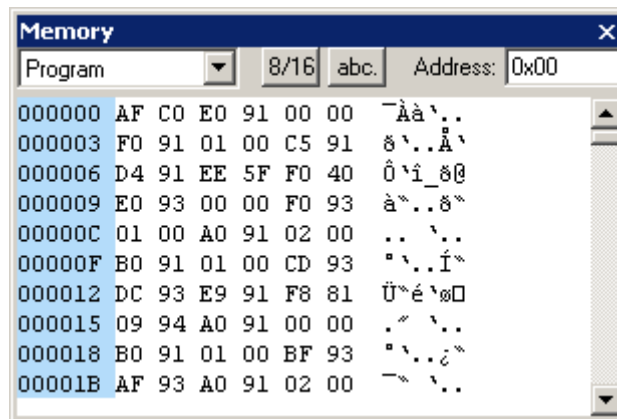 Memory
Program 8/16 abc. Address: 0x00
000000 AF C0 E0 91 00 00 ¯Àà‘..
000003 F0 91 01 00 C5 91 ð‘..Å‘
000006 D4 91 EE 5F F0 40 Ô‘î_ð@
000009 E0 93 00 00 F0 93 à“..ð“
00000C 01 00 A0 91 02 00 .. ‘..
00000F B0 91 01 00 CD 93 °‘..Í“
000012 DC 93 E9 91 F8 81 Ü“é‘ø□
000015 09 94 A0 91 00 00 .” ‘..
000018 B0 91 01 00 BF 93 °‘..¿“
00001B AF 93 A0 91 02 00 ¯“ ‘..